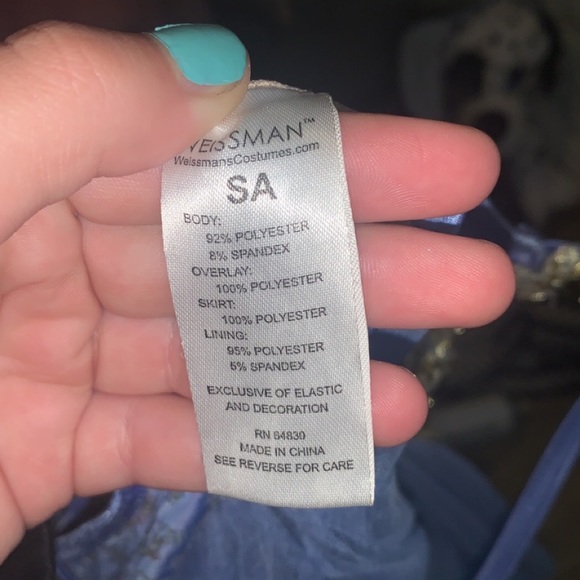 WEISSMAN™
WeissmansCostumes.com
SA
BODY:
92% POLYESTER
8% SPANDEX
OVERLAY:
100% POLYESTER
SKIRT:
100% POLYESTER
LINING:
95% POLYESTER
5% SPANDEX
EXCLUSIVE OF ELASTIC
AND DECORATION
RN 64830
MADE IN CHINA
SEE REVERSE FOR CARE